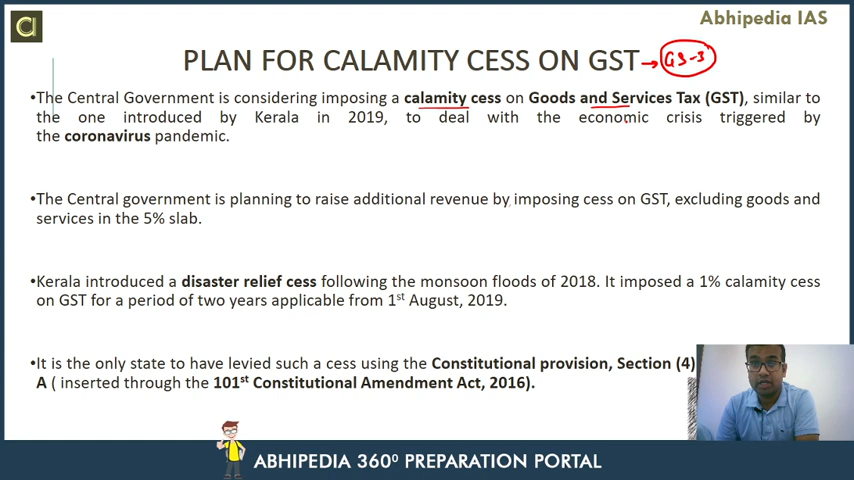 Abhipedia IAS
PLAN FOR CALAMITY CESS ON GST → GS-3
•The Central Government is considering imposing a calamity cess on Goods and Services Tax (GST), similar to
the one introduced by Kerala in 2019, to deal with the economic crisis triggered by
the coronavirus pandemic.
•The Central government is planning to raise additional revenue by imposing cess on GST, excluding goods and
services in the 5% slab.
•Kerala introduced a disaster relief cess following the monsoon floods of 2018. It imposed a 1% calamity cess
on GST for a period of two years applicable from 1st August, 2019.
•It is the only state to have levied such a cess using the Constitutional provision, Section (4)
A ( inserted through the 101st Constitutional Amendment Act, 2016).
ABHIPEDIA 360⁰ PREPARATION PORTAL